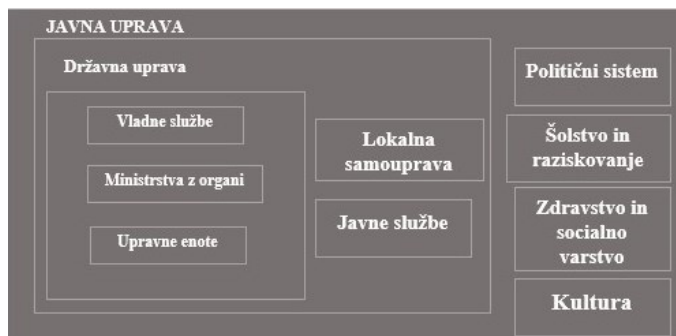 JAVNA UPRAVA
Državna uprava
Vladne službe
Ministrstva z organi
Upravne enote
Lokalna
samouprava
Javne službe
Politični sistem
Šolstvo in
raziskovanje
Zdravstvo in
socialno
varstvo
Kultura